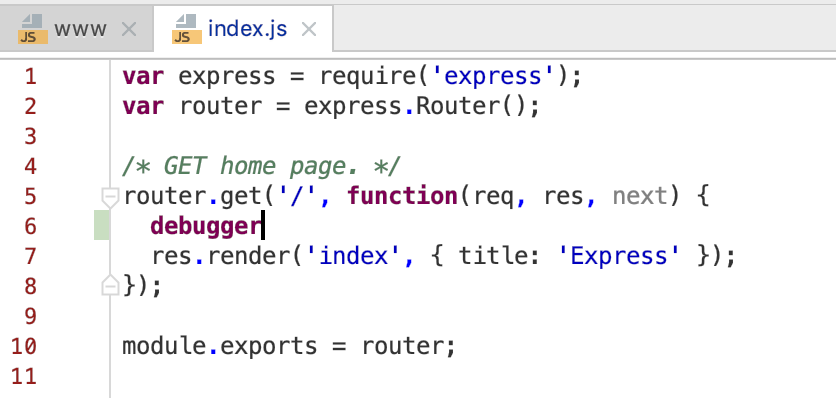 JS www × JS index.js ×
1 var express = require('express');
2 var router = express.Router();
3
4 /* GET home page. */
5 router.get('/', function(req, res, next) {
6   debugger
7   res.render('index', { title: 'Express' });
8 });
9
10 module.exports = router;
11